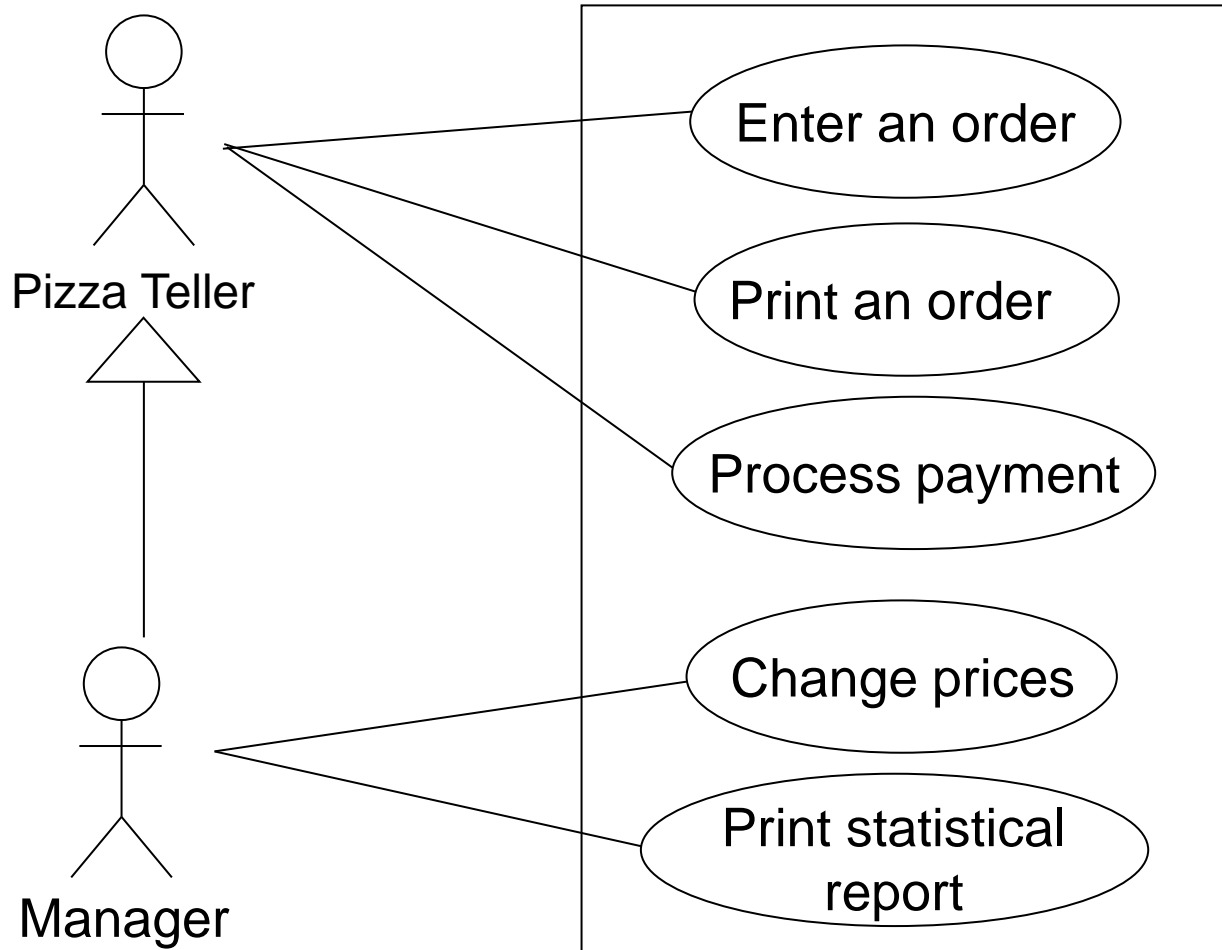 Enter an order
Pizza Teller
Print an order
Process payment
Change prices
Print statistical
report
Manager